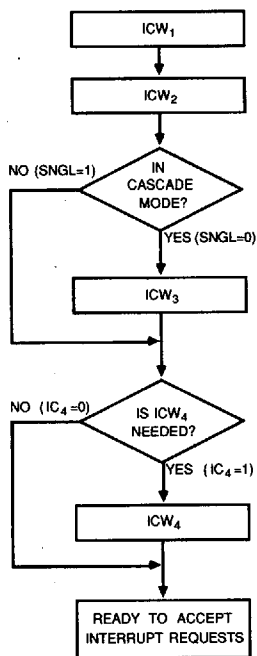 ICW₁
ICW₂
NO (SNGL=1)
IN
CASCADE
MODE?
YES (SNGL=0)
ICW₃
NO (IC₄=0)
IS ICW₄
NEEDED?
YES (IC₄=1)
ICW₄
READY TO ACCEPT
INTERRUPT REQUESTS